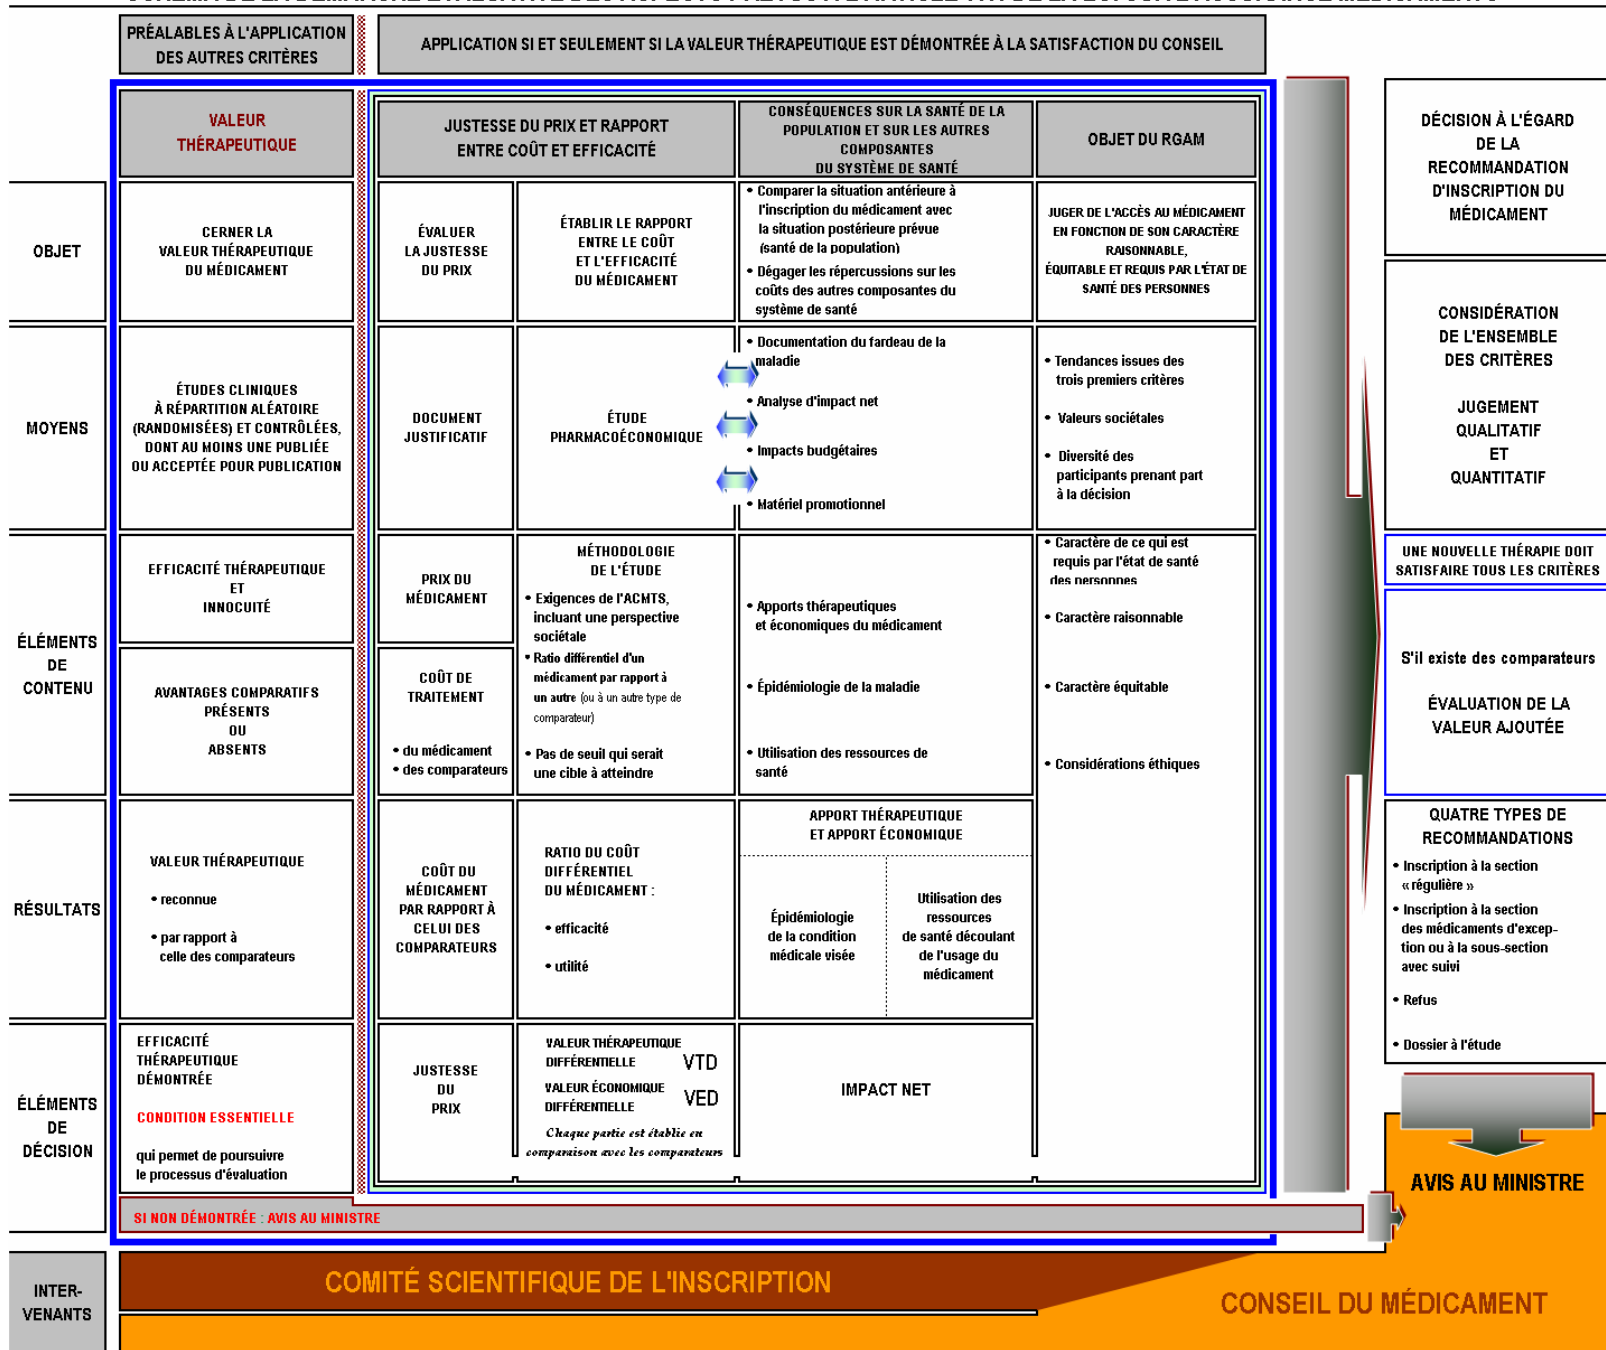 PRÉALABLES À L'APPLICATION
DES AUTRES CRITÈRES
APPLICATION SI ET SEULEMENT SI LA VALEUR THÉRAPEUTIQUE EST DÉMONTRÉE À LA SATISFACTION DU CONSEIL
VALEUR
THÉRAPEUTIQUE
JUSTESSE DU PRIX ET RAPPORT
ENTRE COÛT ET EFFICACITÉ
CONSÉQUENCES SUR LA SANTÉ DE LA
POPULATION ET SUR LES AUTRES
COMPOSANTES
DU SYSTÈME DE SANTÉ
OBJET DU RGAM
OBJET
CERNER LA
VALEUR THÉRAPEUTIQUE
DU MÉDICAMENT
ÉVALUER
LA JUSTESSE
DU PRIX
ÉTABLIR LE RAPPORT
ENTRE LE COÛT
ET L'EFFICACITÉ
DU MÉDICAMENT
• Comparer la situation antérieure à
l'inscription du médicament avec
la situation postérieure prévue
(santé de la population)
• Dégager les répercussions sur les
coûts des autres composantes du
système de santé
JUGER DE L'ACCÈS AU MÉDICAMENT
EN FONCTION DE SON CARACTÈRE
RAISONNABLE,
ÉQUITABLE ET REQUIS PAR L'ÉTAT DE
SANTÉ DES PERSONNES
MOYENS
ÉTUDES CLINIQUES
À RÉPARTITION ALÉATOIRE
(RANDOMISÉES) ET CONTRÔLÉES,
DONT AU MOINS UNE PUBLIÉE
OU ACCEPTÉE POUR PUBLICATION
DOCUMENT
JUSTIFICATIF
ÉTUDE
PHARMACOÉCONOMIQUE
• Documentation du fardeau de la
maladie
• Analyse d'impact net
• Impacts budgétaires
• Matériel promotionnel
• Tendances issues des
trois premiers critères
• Valeurs sociétales
• Diversité des
participants prenant part
à la décision
ÉLÉMENTS
DE
CONTENU
EFFICACITÉ THÉRAPEUTIQUE
ET
INNOCUITÉ
AVANTAGES COMPARATIFS
PRÉSENTS
OU
ABSENTS
PRIX DU
MÉDICAMENT
COÛT DE
TRAITEMENT
• du médicament
• des comparateurs
MÉTHODOLOGIE
DE L'ÉTUDE
• Exigences de l'ACMTS,
incluant une perspective
sociétale
• Ratio différentiel d'un
médicament par rapport à
un autre (ou à un autre type de
comparateur)
• Pas de seuil qui serait
une cible à atteindre
• Apports thérapeutiques
et économiques du médicament
• Épidémiologie de la maladie
• Utilisation des ressources de
santé
• Caractère de ce qui est
requis par l'état de santé
des personnes
• Caractère raisonnable
• Caractère équitable
• Considérations éthiques
RÉSULTATS
VALEUR THÉRAPEUTIQUE
• reconnue
• par rapport à
celle des comparateurs
COÛT DU
MÉDICAMENT
PAR RAPPORT À
CELUI DES
COMPARATEURS
RATIO DU COÛT
DIFFÉRENTIEL
DU MÉDICAMENT :
• efficacité
• utilité
APPORT THÉRAPEUTIQUE
ET APPORT ÉCONOMIQUE
Épidémiologie
de la condition
médicale visée
Utilisation des
ressources
de santé découlant
de l'usage du
médicament
ÉLÉMENTS
DE
DÉCISION
EFFICACITÉ
THÉRAPEUTIQUE
DÉMONTRÉE
CONDITION ESSENTIELLE
qui permet de poursuivre
le processus d'évaluation
JUSTESSE
DU
PRIX
VALEUR THÉRAPEUTIQUE
DIFFÉRENTIELLE VTD
VALEUR ÉCONOMIQUE
DIFFÉRENTIELLE VED
Chaque partie est établie en
comparaison avec les comparateurs
IMPACT NET
SI NON DÉMONTRÉE : AVIS AU MINISTRE
DÉCISION À L'ÉGARD
DE LA
RECOMMANDATION
D'INSCRIPTION DU
MÉDICAMENT
CONSIDÉRATION
DE L'ENSEMBLE
DES CRITÈRES
JUGEMENT
QUALITATIF
ET
QUANTITATIF
UNE NOUVELLE THÉRAPIE DOIT
SATISFAIRE TOUS LES CRITÈRES
S'il existe des comparateurs
ÉVALUATION DE LA
VALEUR AJOUTÉE
QUATRE TYPES DE
RECOMMANDATIONS
• Inscription à la section
« régulière »
• Inscription à la section
des médicaments d'excep-
tion ou à la sous-section
avec suivi
• Refus
• Dossier à l'étude
AVIS AU MINISTRE
INTER-
VENANTS
COMITÉ SCIENTIFIQUE DE L'INSCRIPTION
CONSEIL DU MÉDICAMENT